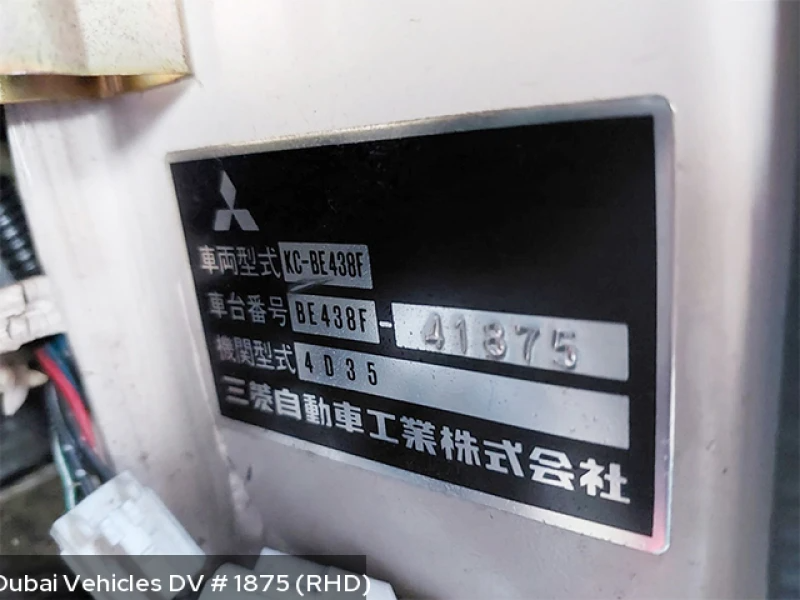 車両型式 KC-BE438F
車台番号 BE438F-41875
機関型式 4D35
三菱自動車工業株式会社
Dubai Vehicles DV # 1875 (RHD)